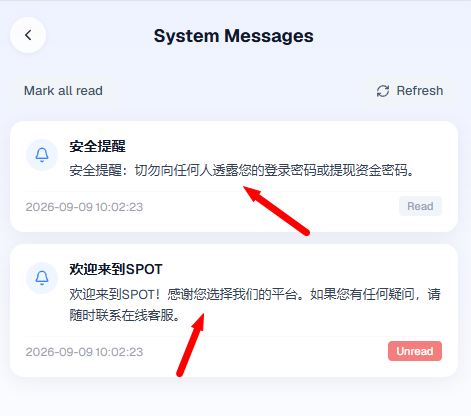 System Messages
Mark all read
Refresh
安全提醒
安全提醒：切勿向任何人透露您的登录密码或提现资金密码。
2026-09-09 10:02:23
Read
欢迎来到SPOT
欢迎来到SPOT！感谢您选择我们的平台。如果您有任何疑问，请
随时联系在线客服。
2026-09-09 10:02:23
Unread